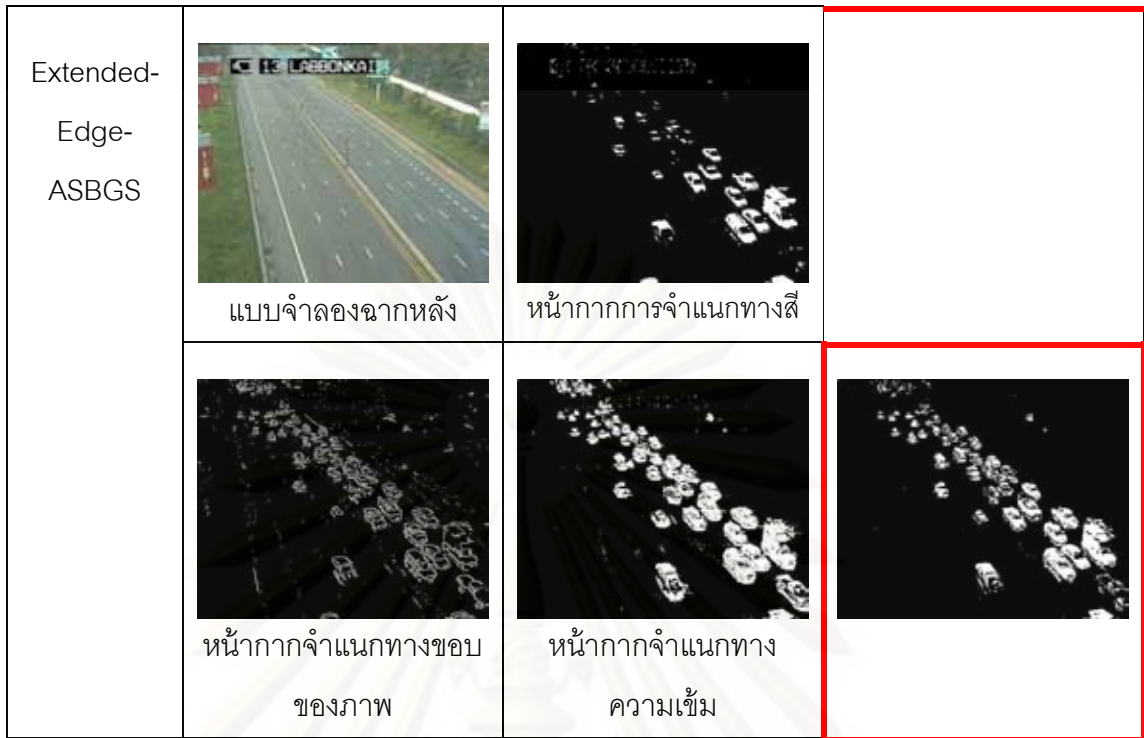 Extended-
Edge-
ASBGS
13 LABBONKAI
แบบจำลองฉากหลัง
หน้ากากการจำแนกทางสี
หน้ากากจำแนกทางขอบ
ของภาพ
หน้ากากจำแนกทาง
ความเข้ม